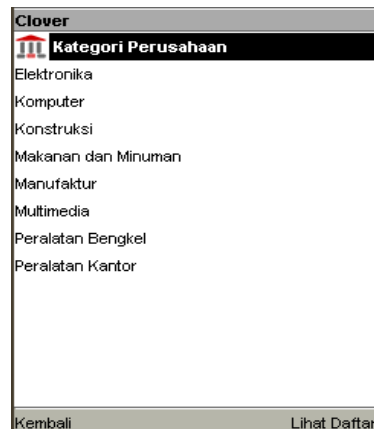 Clover
Kategori Perusahaan
Elektronika
Komputer
Konstruksi
Makanan dan Minuman
Manufaktur
Multimedia
Peralatan Bengkel
Peralatan Kantor
Kembali Lihat Daftar